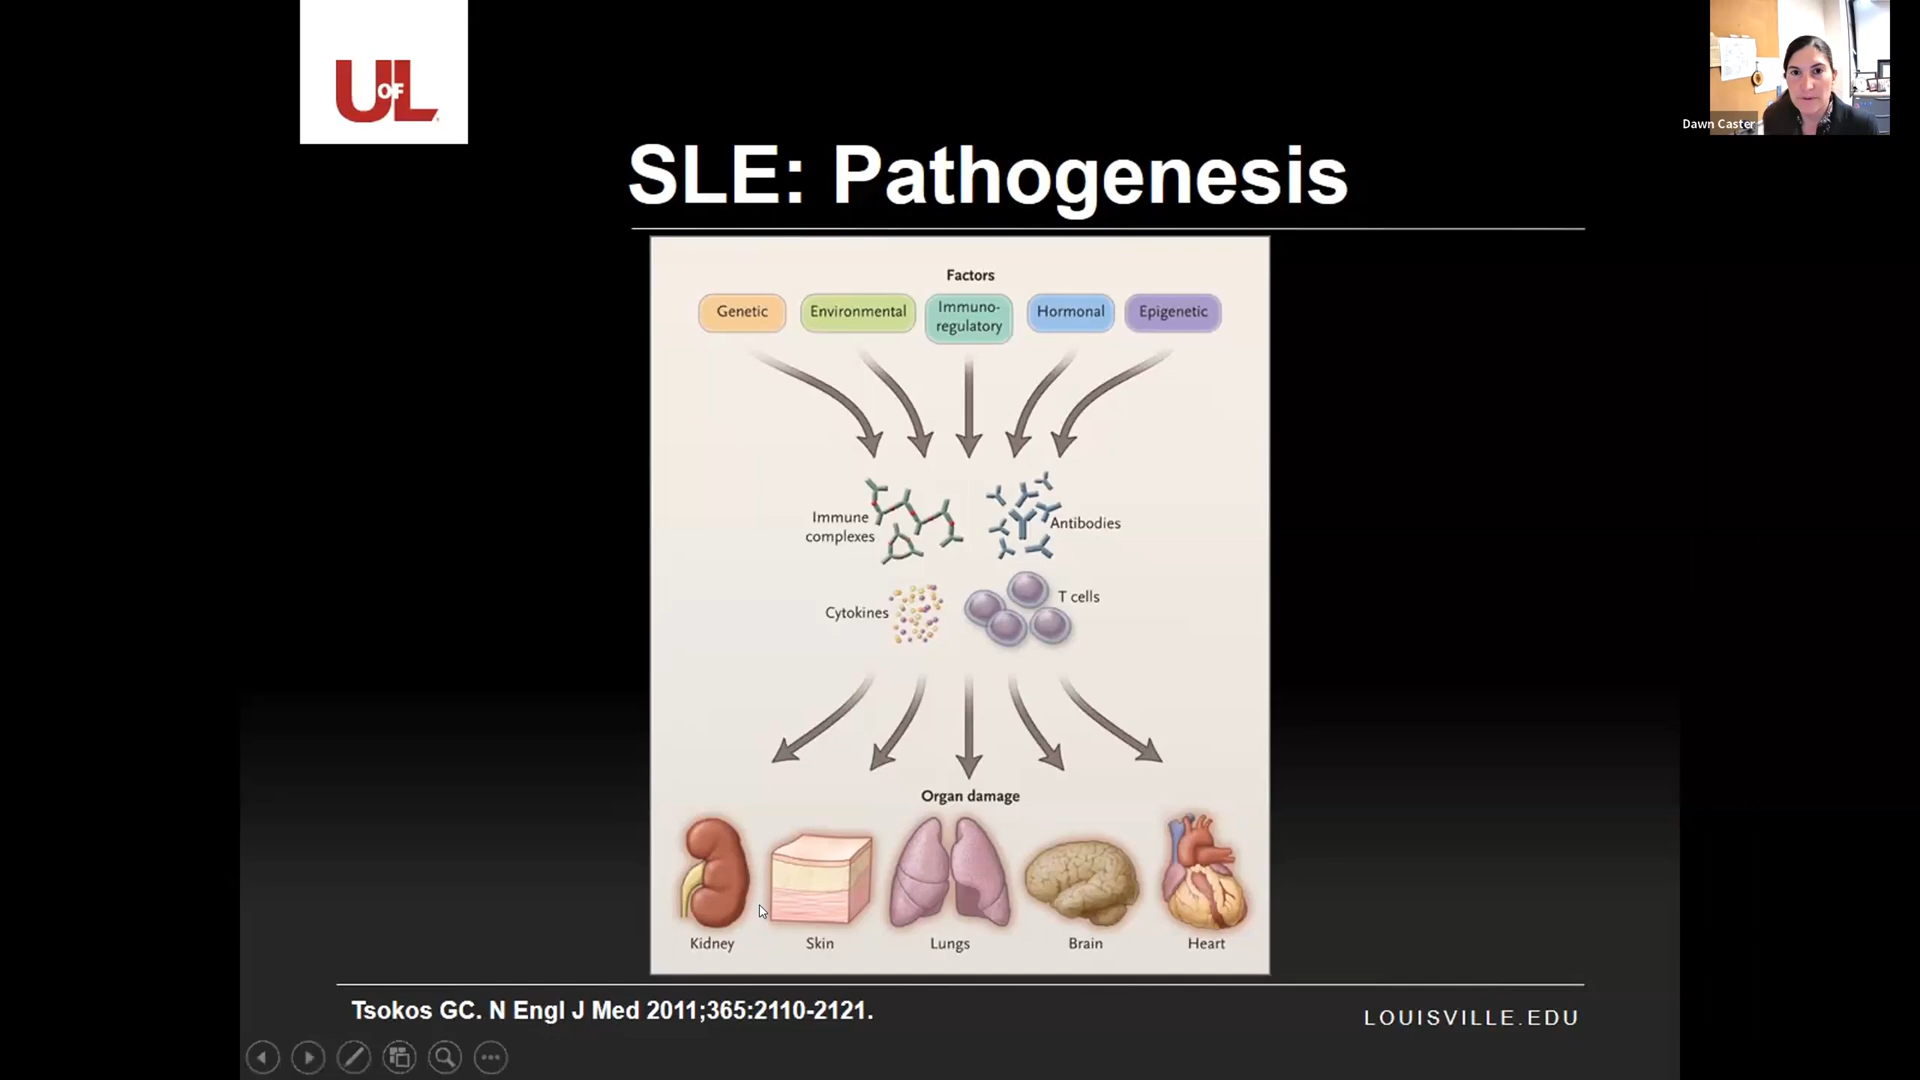 UofL
Dawn Caster
SLE: Pathogenesis
Factors
Genetic
Environmental
Immuno-
regulatory
Hormonal
Epigenetic
Immune
complexes
Antibodies
Cytokines
T cells
Organ damage
Kidney
Skin
Lungs
Brain
Heart
Tsokos GC. N Engl J Med 2011;365:2110-2121.
LOUISVILLE.EDU